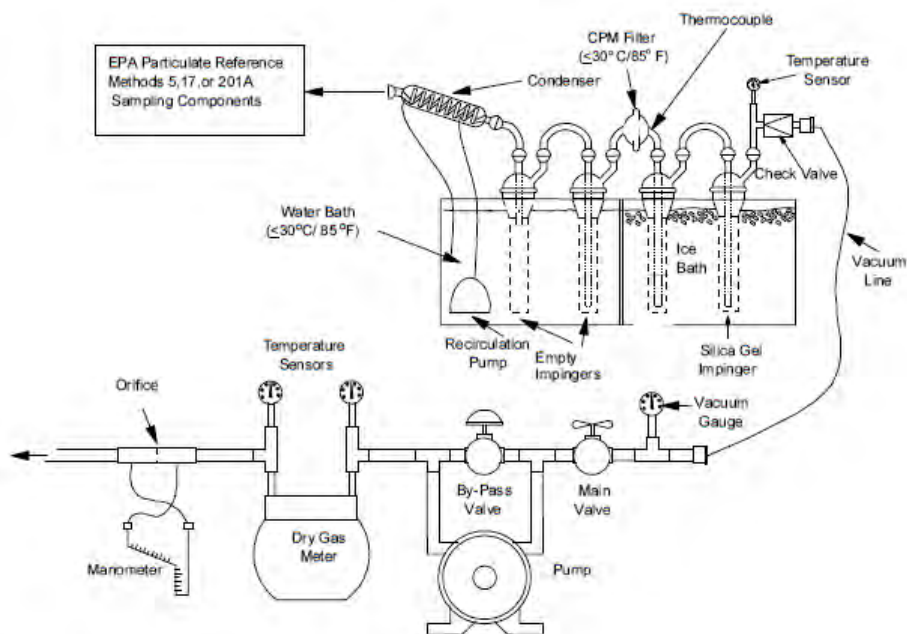 EPA Particulate Reference
Methods 5,17,or 201A
Sampling Components
Condenser
CPM Filter
(≤30°C/85°F)
Thermocouple
Temperature
Sensor
Check Valve
Water Bath
(≤30°C/85°F)
Ice
Bath
Vacuum
Line
Recirculation
Pump
Empty
Impingers
Silica Gel
Impinger
Temperature
Sensors
Orifice
Vacuum
Gauge
By-Pass
Valve
Main
Valve
Dry Gas
Meter
Manometer
Pump